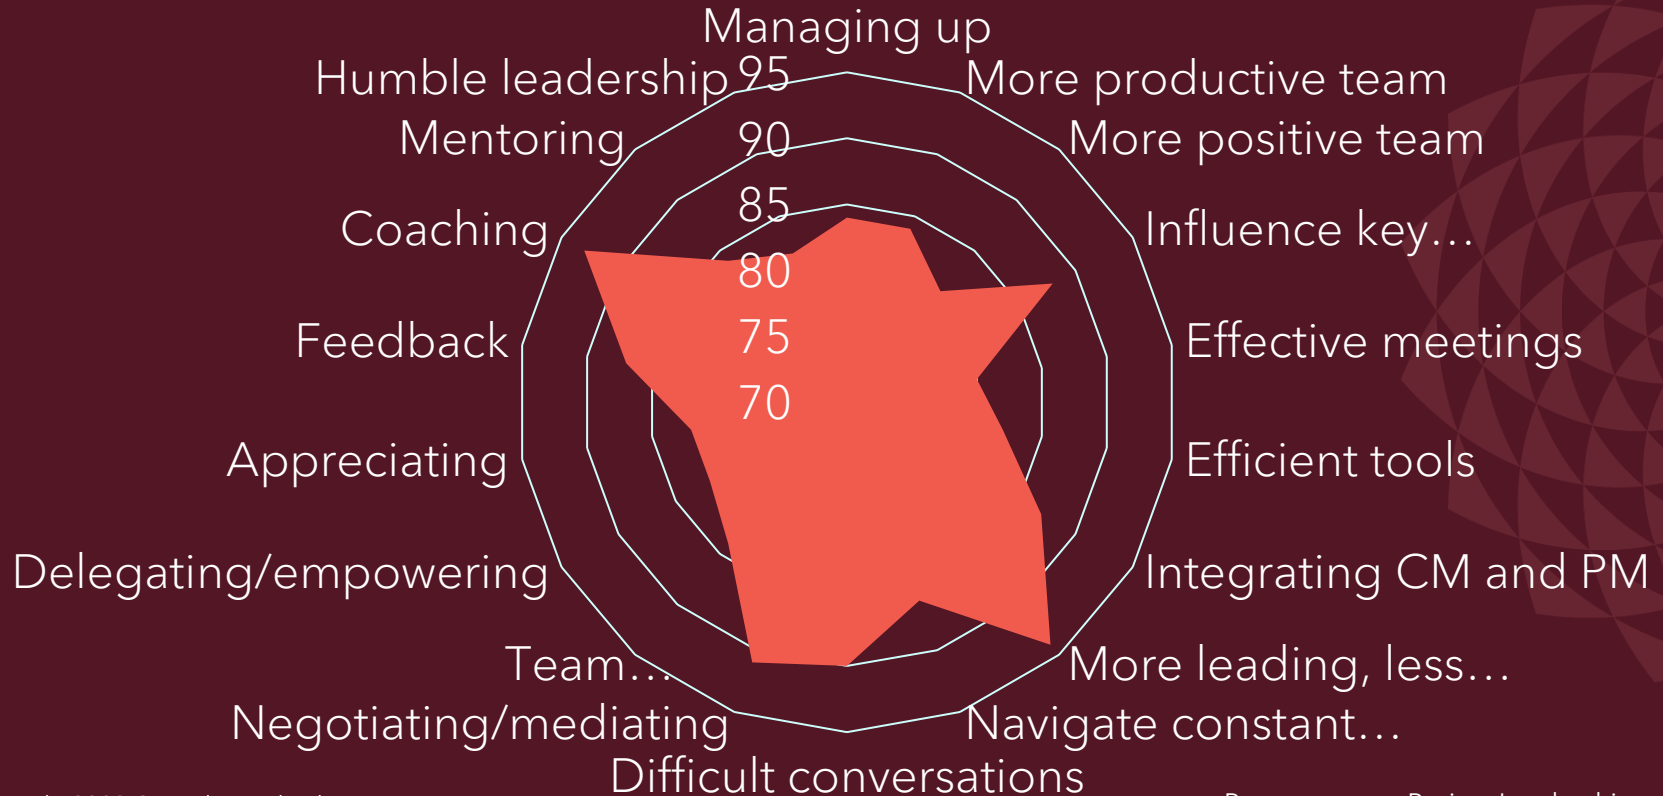 Managing up
Humble leadership
95
More productive team
Mentoring
90
More positive team
85
Coaching
Influence key...
80
75
Feedback
Effective meetings
70
Appreciating
Efficient tools
Delegating/empowering
Integrating CM and PM
Team...
More leading, less...
Negotiating/mediating
Navigate constant...
Difficult conversations